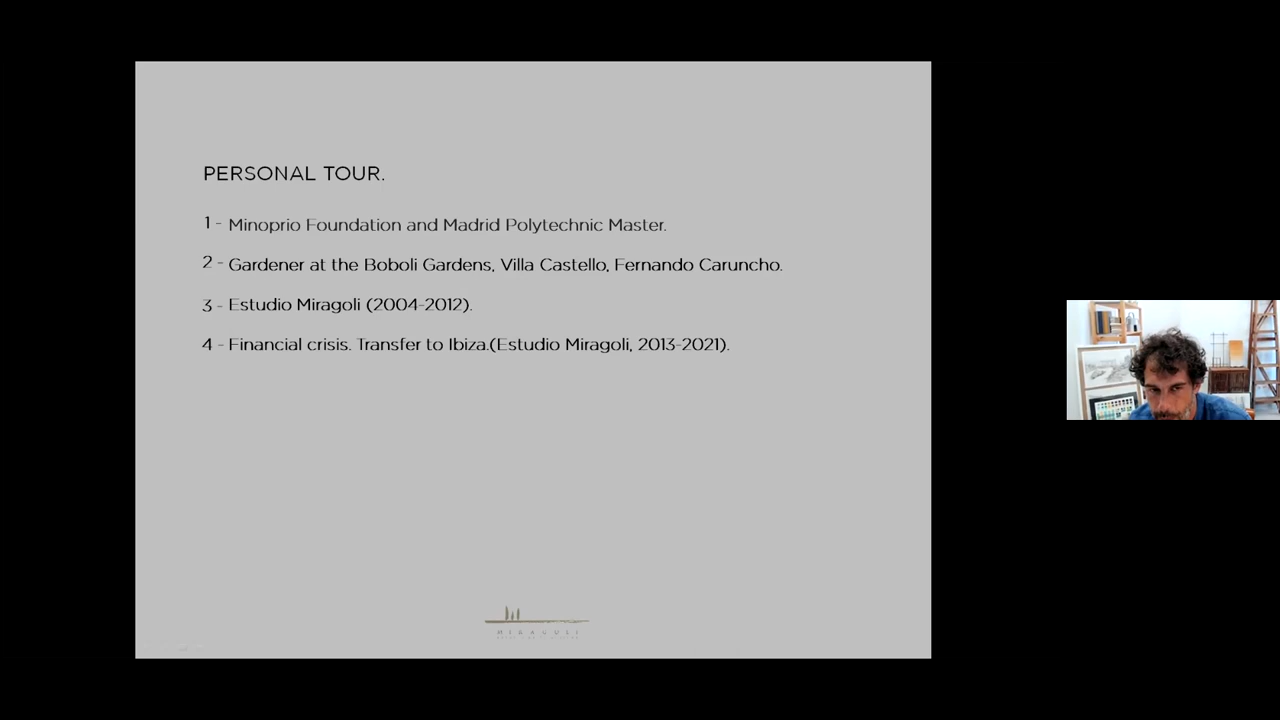 PERSONAL TOUR.
1 - Minoprio Foundation and Madrid Polytechnic Master.
2 - Gardener at the Boboli Gardens, Villa Castello, Fernando Caruncho.
3 - Estudio Miragoli (2004-2012).
4 - Financial crisis. Transfer to Ibiza.(Estudio Miragoli, 2013-2021).
MIRAGOLI